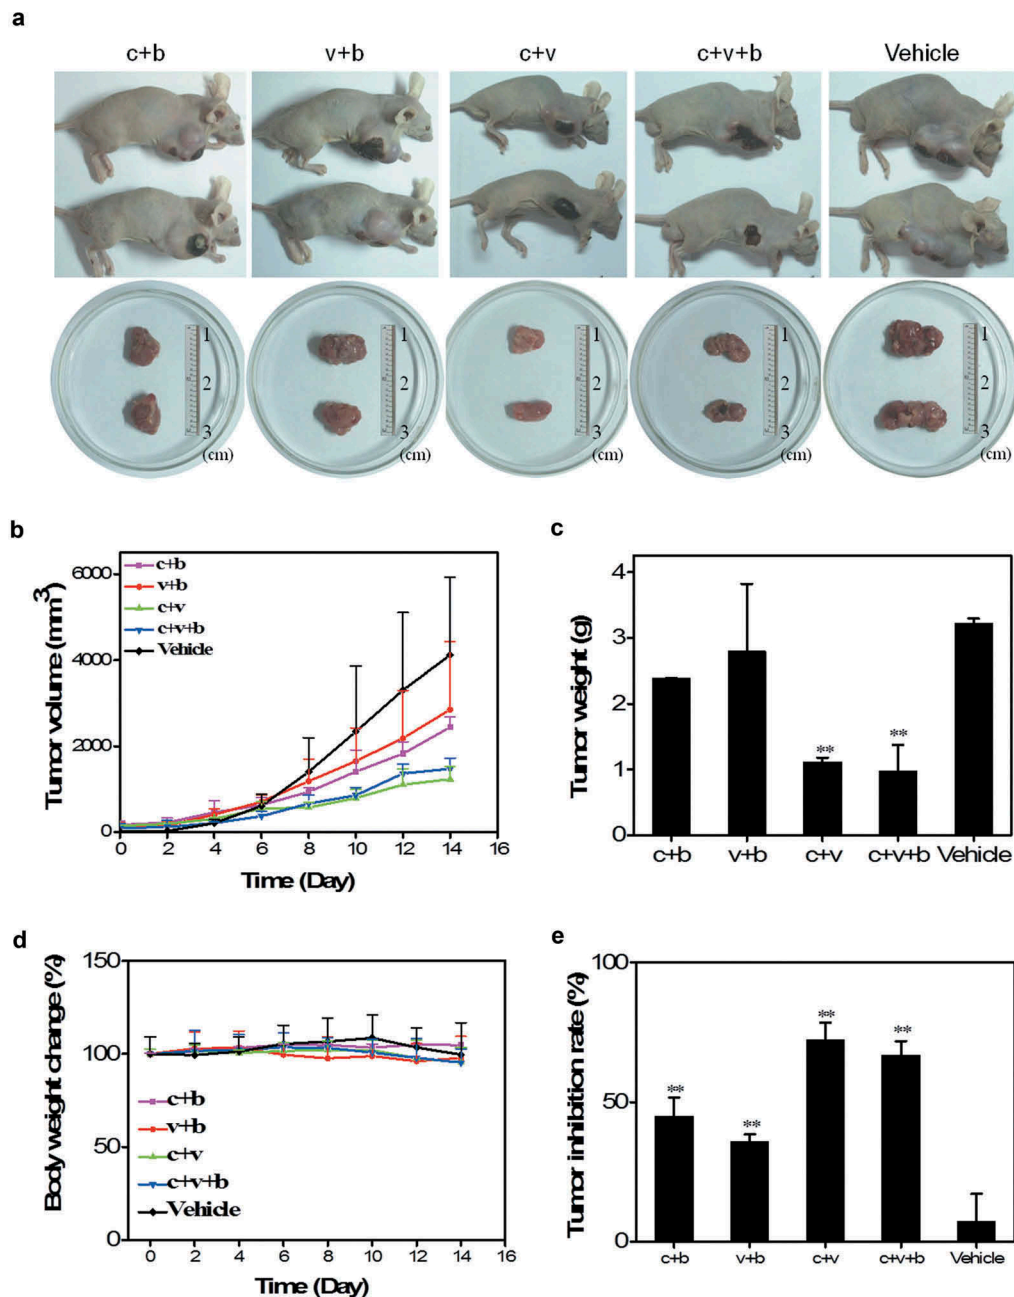 a
c+b v+b c+v c+v+b Vehicle
1 1 1 1 1
2 2 2 2 2
3 3 3 3 3
(cm) (cm) (cm) (cm) (cm)
b
Tumor volume (mm³)
6000
4000
2000
0
c+b
v+b
c+v
c+v+b
Vehicle
0 2 4 6 8 10 12 14 16
Time (Day)
c
Tumor weight (g)
4
3
2
1
0
** **
c+b v+b c+v c+v+b Vehicle
d
Body weight change (%)
150
100
50
0
c+b
v+b
c+v
c+v+b
Vehicle
0 2 4 6 8 10 12 14 16
Time (Day)
e
Tumor inhibition rate (%)
100
50
0
** ** ** **
c+b v+b c+v c+v+b Vehicle